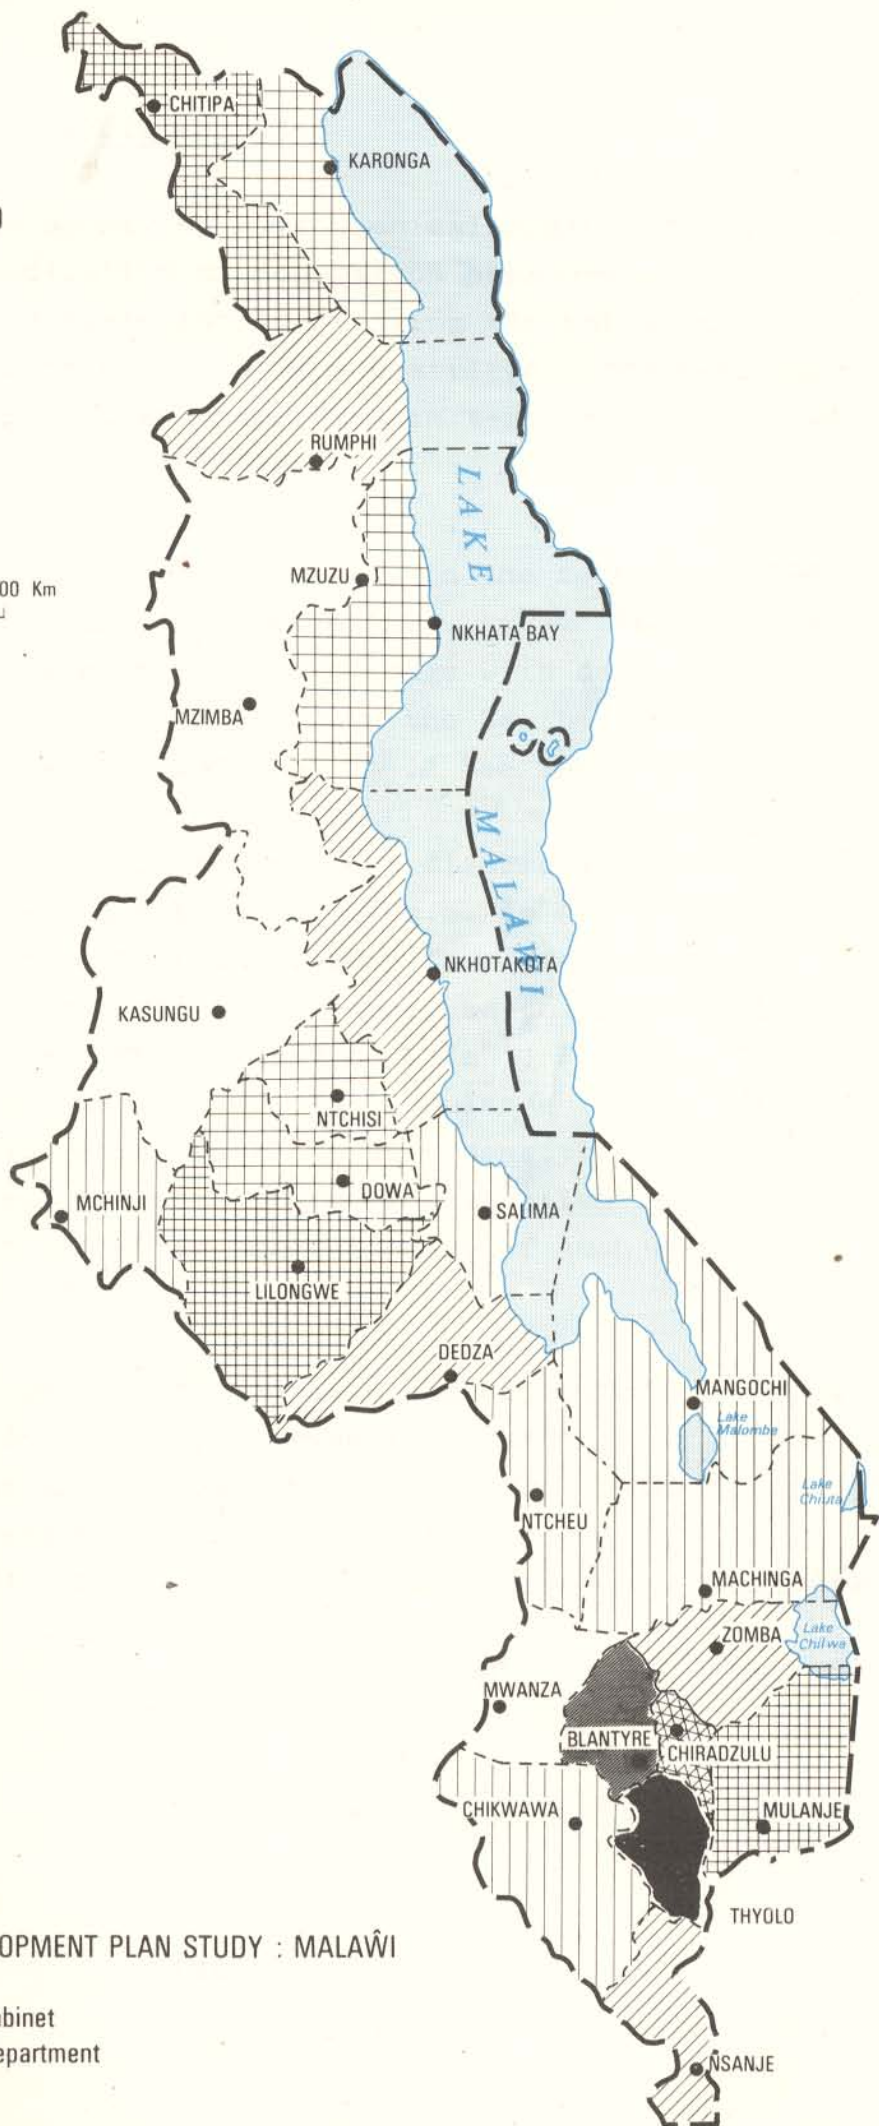 CHITIPA
KARONGA
RUMPHI
LAKE
00 Km
MZUZU
NKHATA BAY
MZIMBA
MALAWI
NKHOTAKOTA
KASUNGU
NTCHISI
DOWA
MCHINJI
SALIMA
LILONGWE
DEDZA
MANGOCHI
Lake
Malombe
Lake
Chiuta
NTCHEU
MACHINGA
ZOMBA
Lake
Chilwa
MWANZA
BLANTYRE
CHIRADZULU
CHIKWAWA
MULANJE
THYOLO
OPMENT PLAN STUDY : MALAŴI
binet
epartment
NSANJE